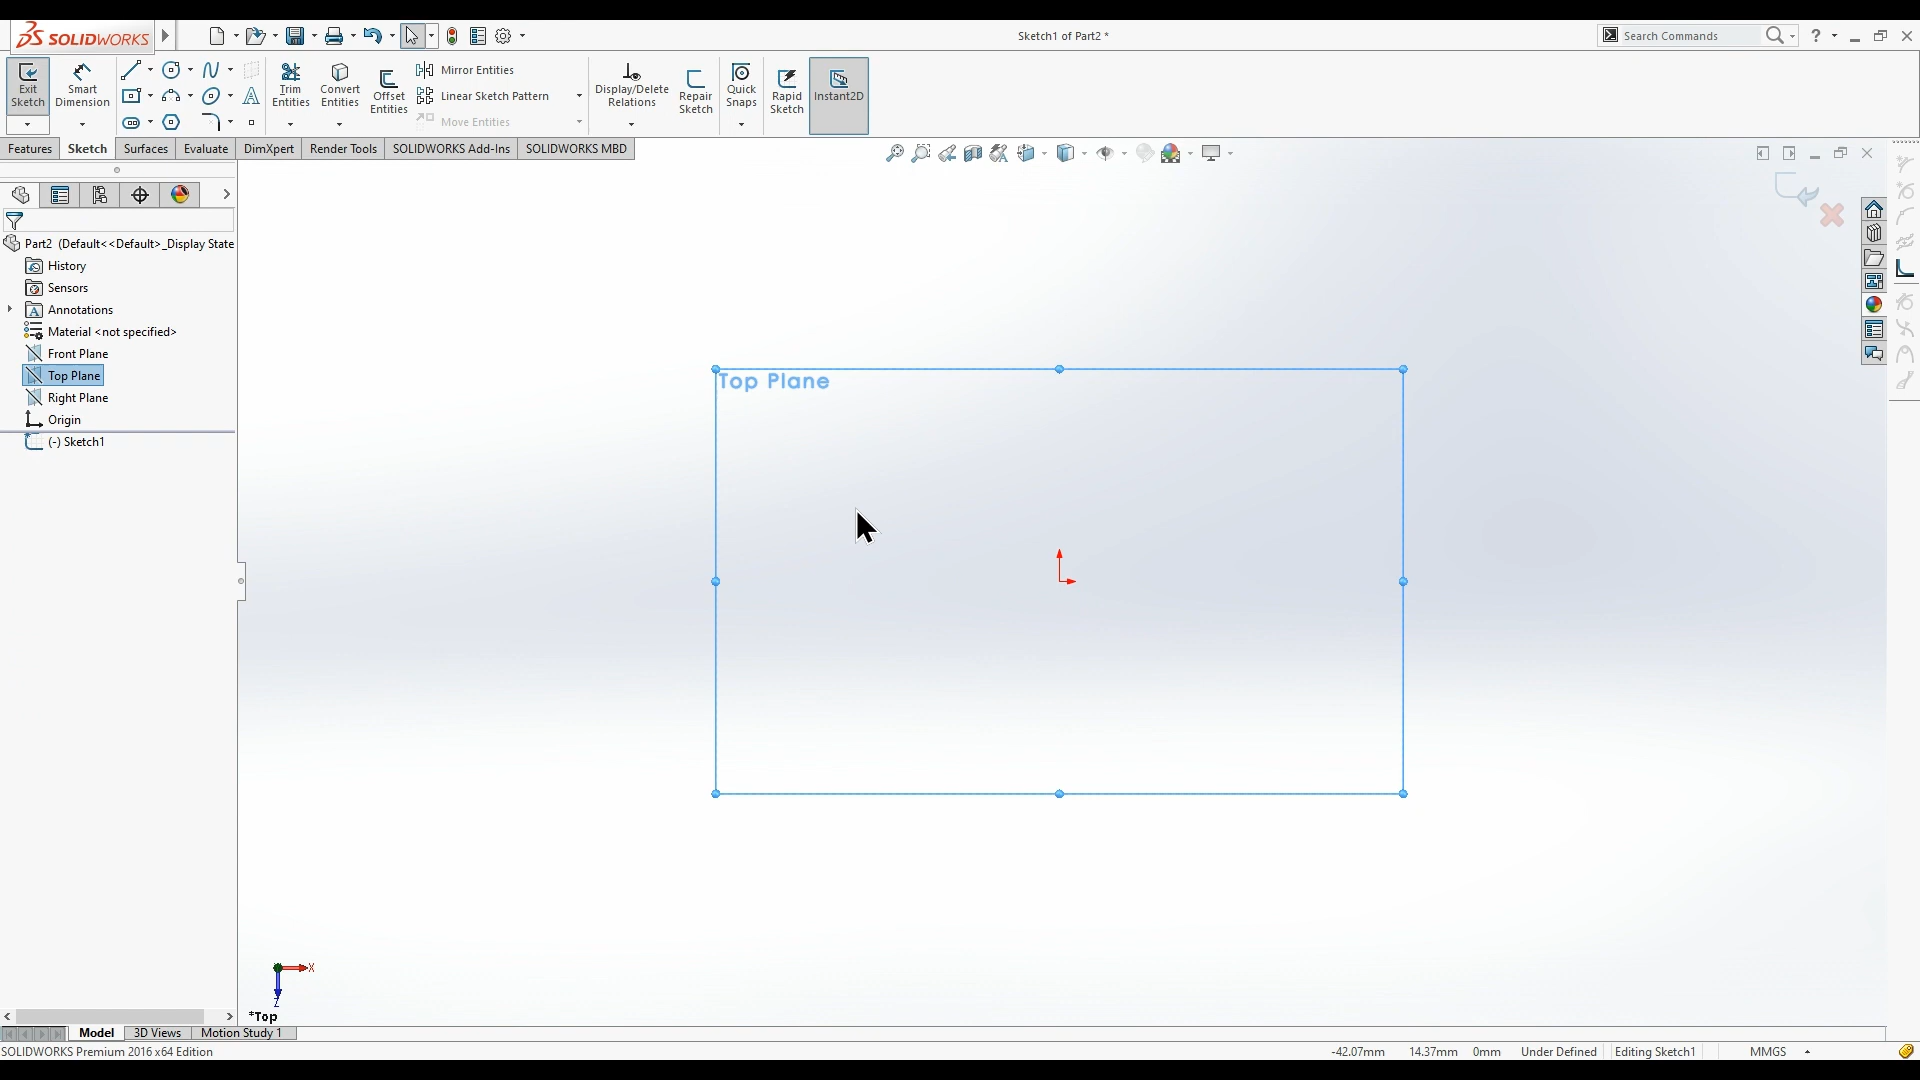 SOLIDWORKS
Sketch1 of Part2 *
Search Commands
?
Exit Sketch
Smart Dimension
Trim Entities
Convert Entities
Offset Entities
Mirror Entities
Linear Sketch Pattern
Move Entities
Display/Delete Relations
Repair Sketch
Quick Snaps
Rapid Sketch
Instant2D
Features
Sketch
Surfaces
Evaluate
DimXpert
Render Tools
SOLIDWORKS Add-Ins
SOLIDWORKS MBD
Part2 (Default<<Default>_Display State
History
Sensors
Annotations
Material <not specified>
Front Plane
Top Plane
Right Plane
Origin
(-) Sketch1
Top Plane
X
Z
*Top
Model
3D Views
Motion Study 1
SOLIDWORKS Premium 2016 x64 Edition
-42.07mm
14.37mm
0mm
Under Defined
Editing Sketch1
MMGS